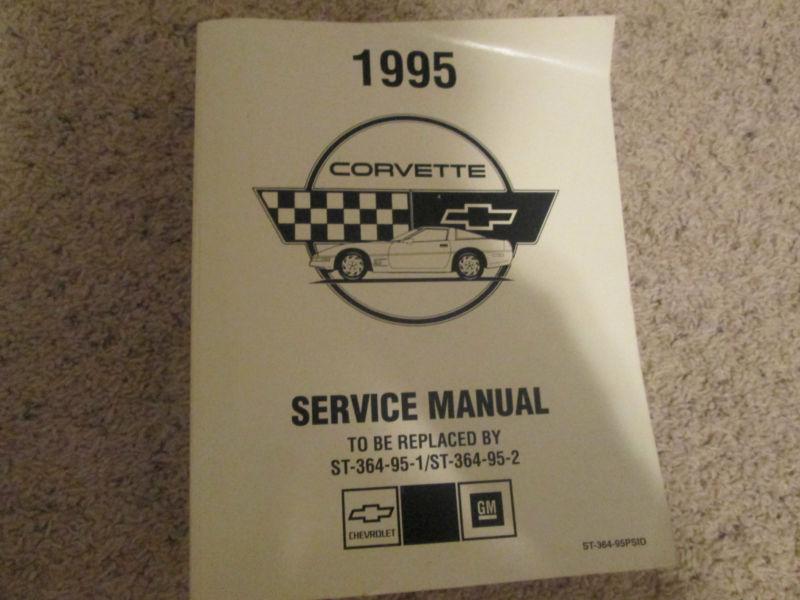 1995
CORVETTE
SERVICE MANUAL
TO BE REPLACED BY
ST-364-95-1/ST-364-95-2
CHEVROLET
GM
ST-364-95PSID